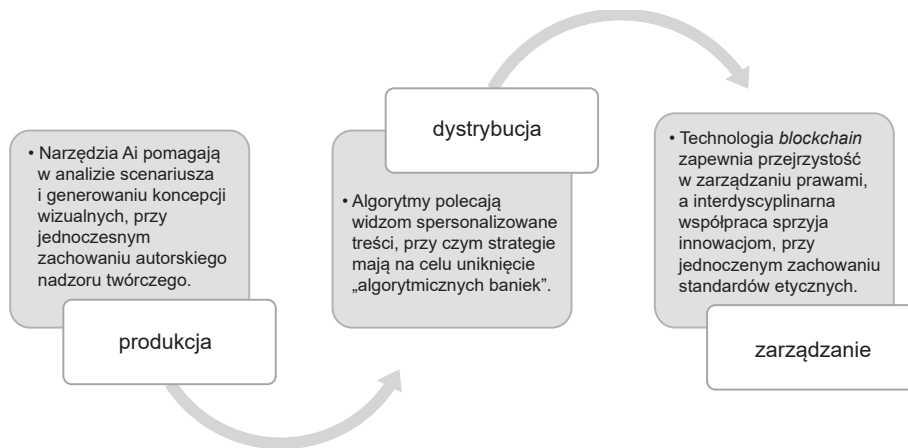 • Narzędzia Ai pomagają
w analizie scenariusza
i generowaniu koncepcji
wizualnych, przy
jednoczesnym
zachowaniu autorskiego
nadzoru twórczego.
produkcja
dystrybucja
• Algorytmy polecają
widzom spersonalizowane
treści, przy czym strategie
mają na celu uniknięcie
„algorytmicznych baniek”.
• Technologia blockchain
zapewnia przejrzystość
w zarządzaniu prawami,
a interdyscyplinarna
współpraca sprzyja
innowacjom, przy
jednoczenym zachowaniu
standardów etycznych.
zarządzanie